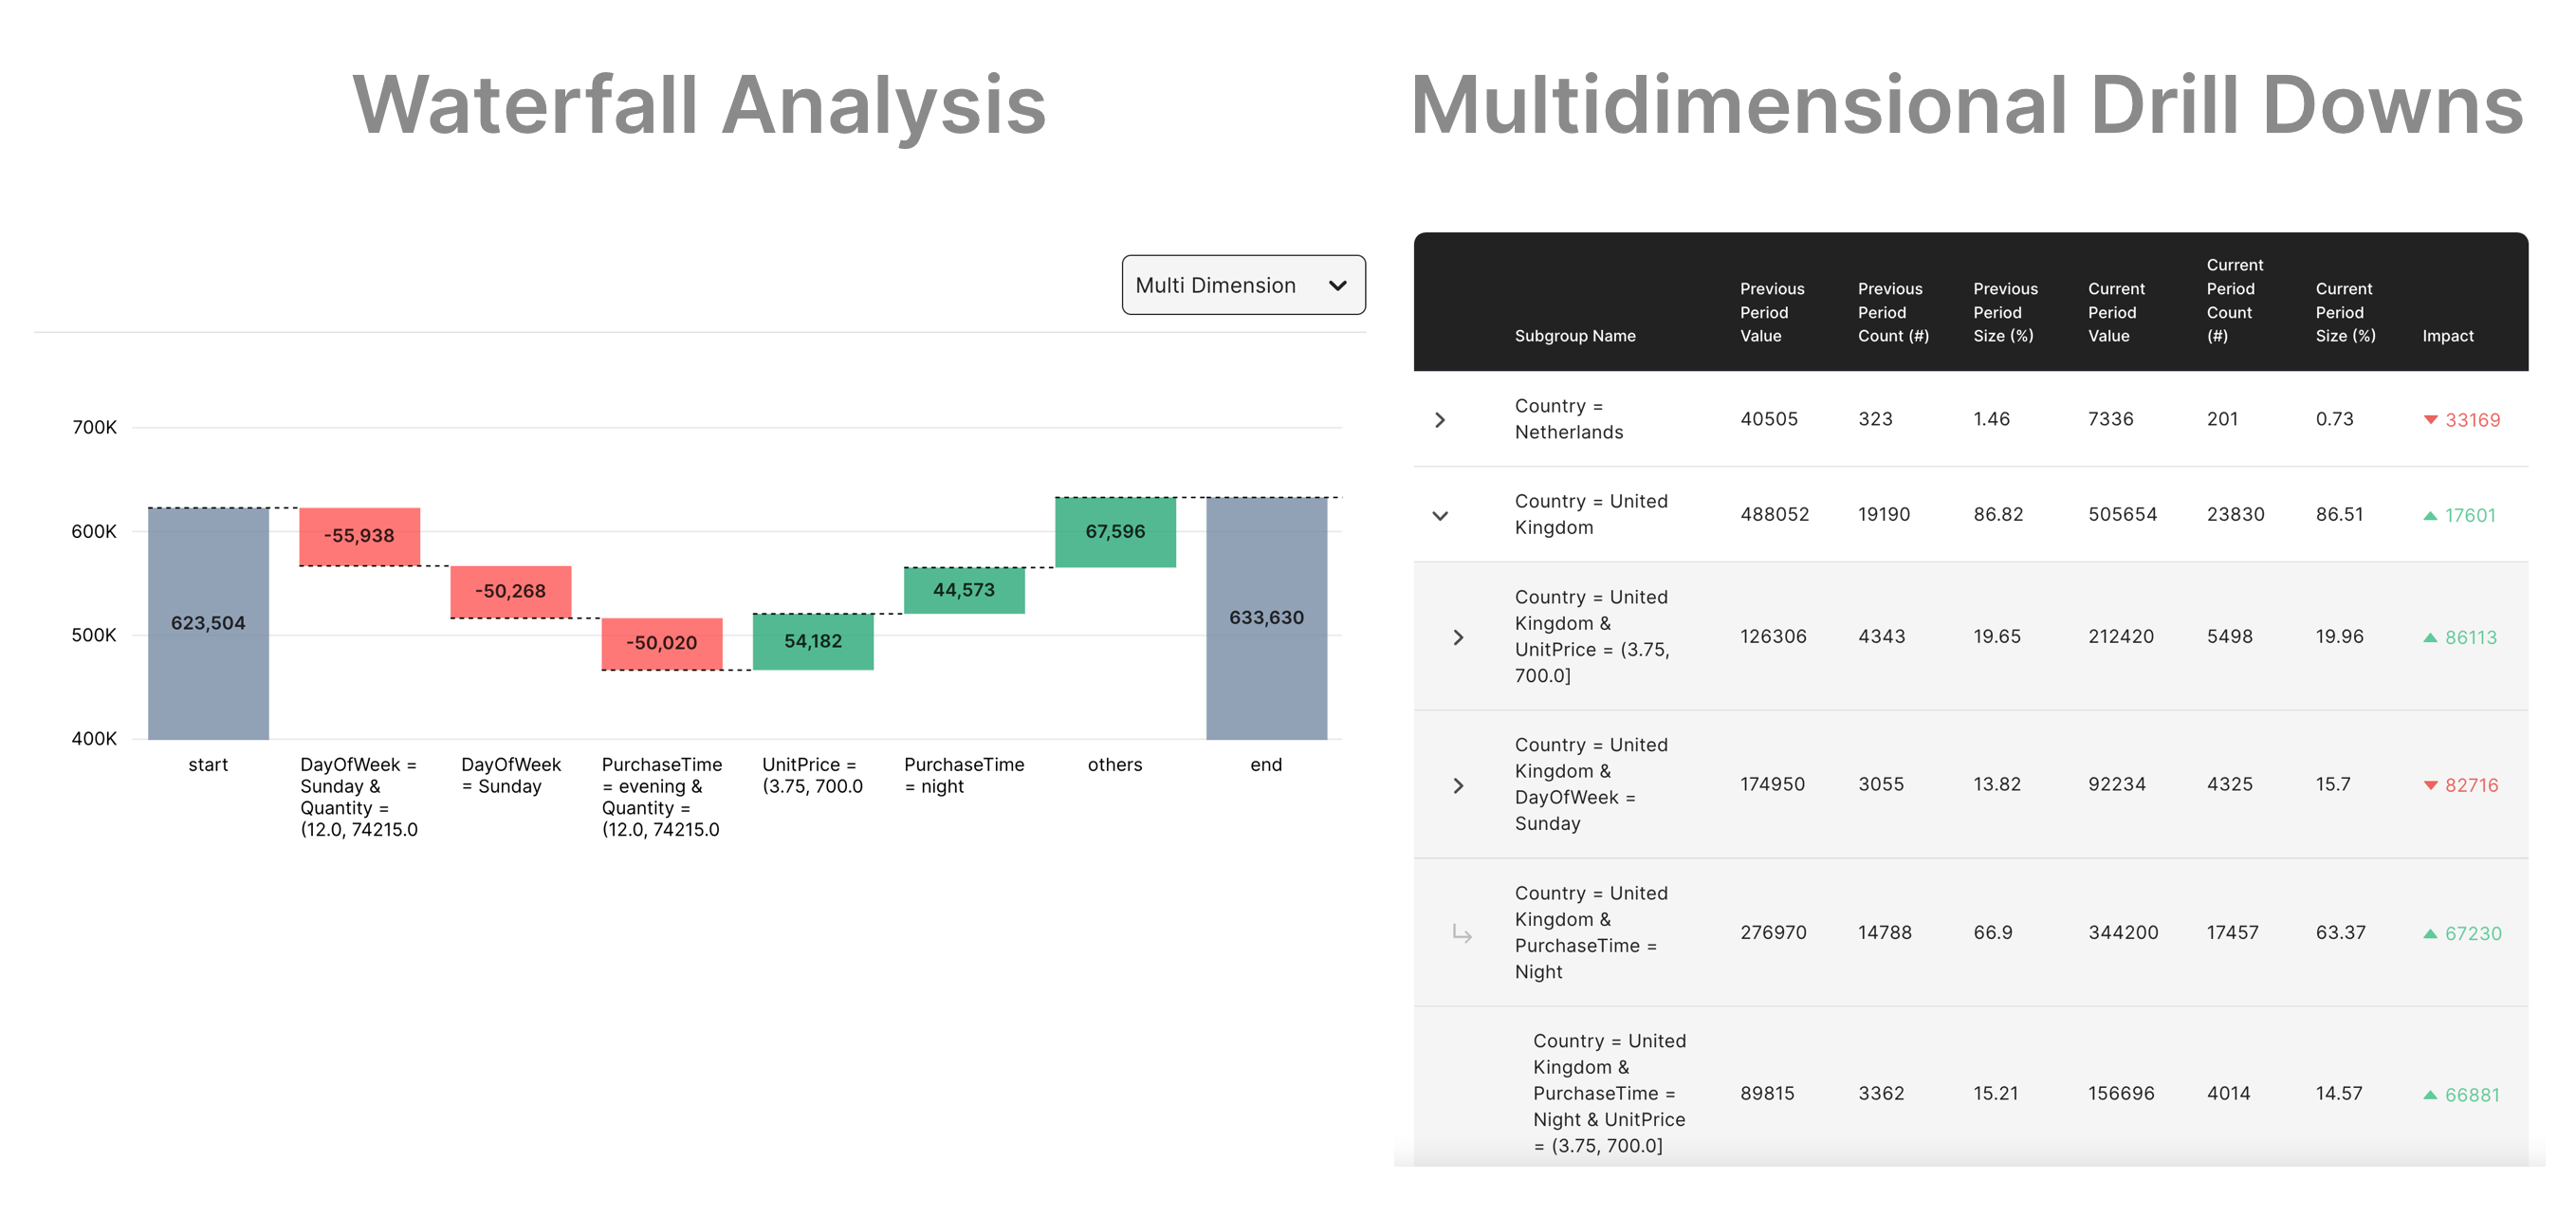 Waterfall Analysis
Multi Dimension
700K
600K
500K
400K
623,504
-55,938
-50,268
-50,020
54,182
44,573
67,596
633,630
start
DayOfWeek =
Sunday &
Quantity =
(12.0, 74215.0
DayOfWeek
= Sunday
PurchaseTime
= evening &
Quantity =
(12.0, 74215.0
UnitPrice =
(3.75, 700.0
PurchaseTime
= night
others
end
Multidimensional Drill Downs
Subgroup Name
Previous
Period
Value
Previous
Period
Count (#)
Previous
Period
Size (%)
Current
Period
Value
Current
Period
Count
(#)
Current
Period
Size (%)
Impact
Country =
Netherlands
40505 323 1.46 7336 201 0.73 33169
Country = United
Kingdom
488052 19190 86.82 505654 23830 86.51 17601
Country = United
Kingdom &
UnitPrice = (3.75,
700.0]
126306 4343 19.65 212420 5498 19.96 86113
Country = United
Kingdom &
DayOfWeek =
Sunday
174950 3055 13.82 92234 4325 15.7 82716
Country = United
Kingdom &
PurchaseTime =
Night
276970 14788 66.9 344200 17457 63.37 67230
Country = United
Kingdom &
PurchaseTime =
Night & UnitPrice
= (3.75, 700.0]
89815 3362 15.21 156696 4014 14.57 66881